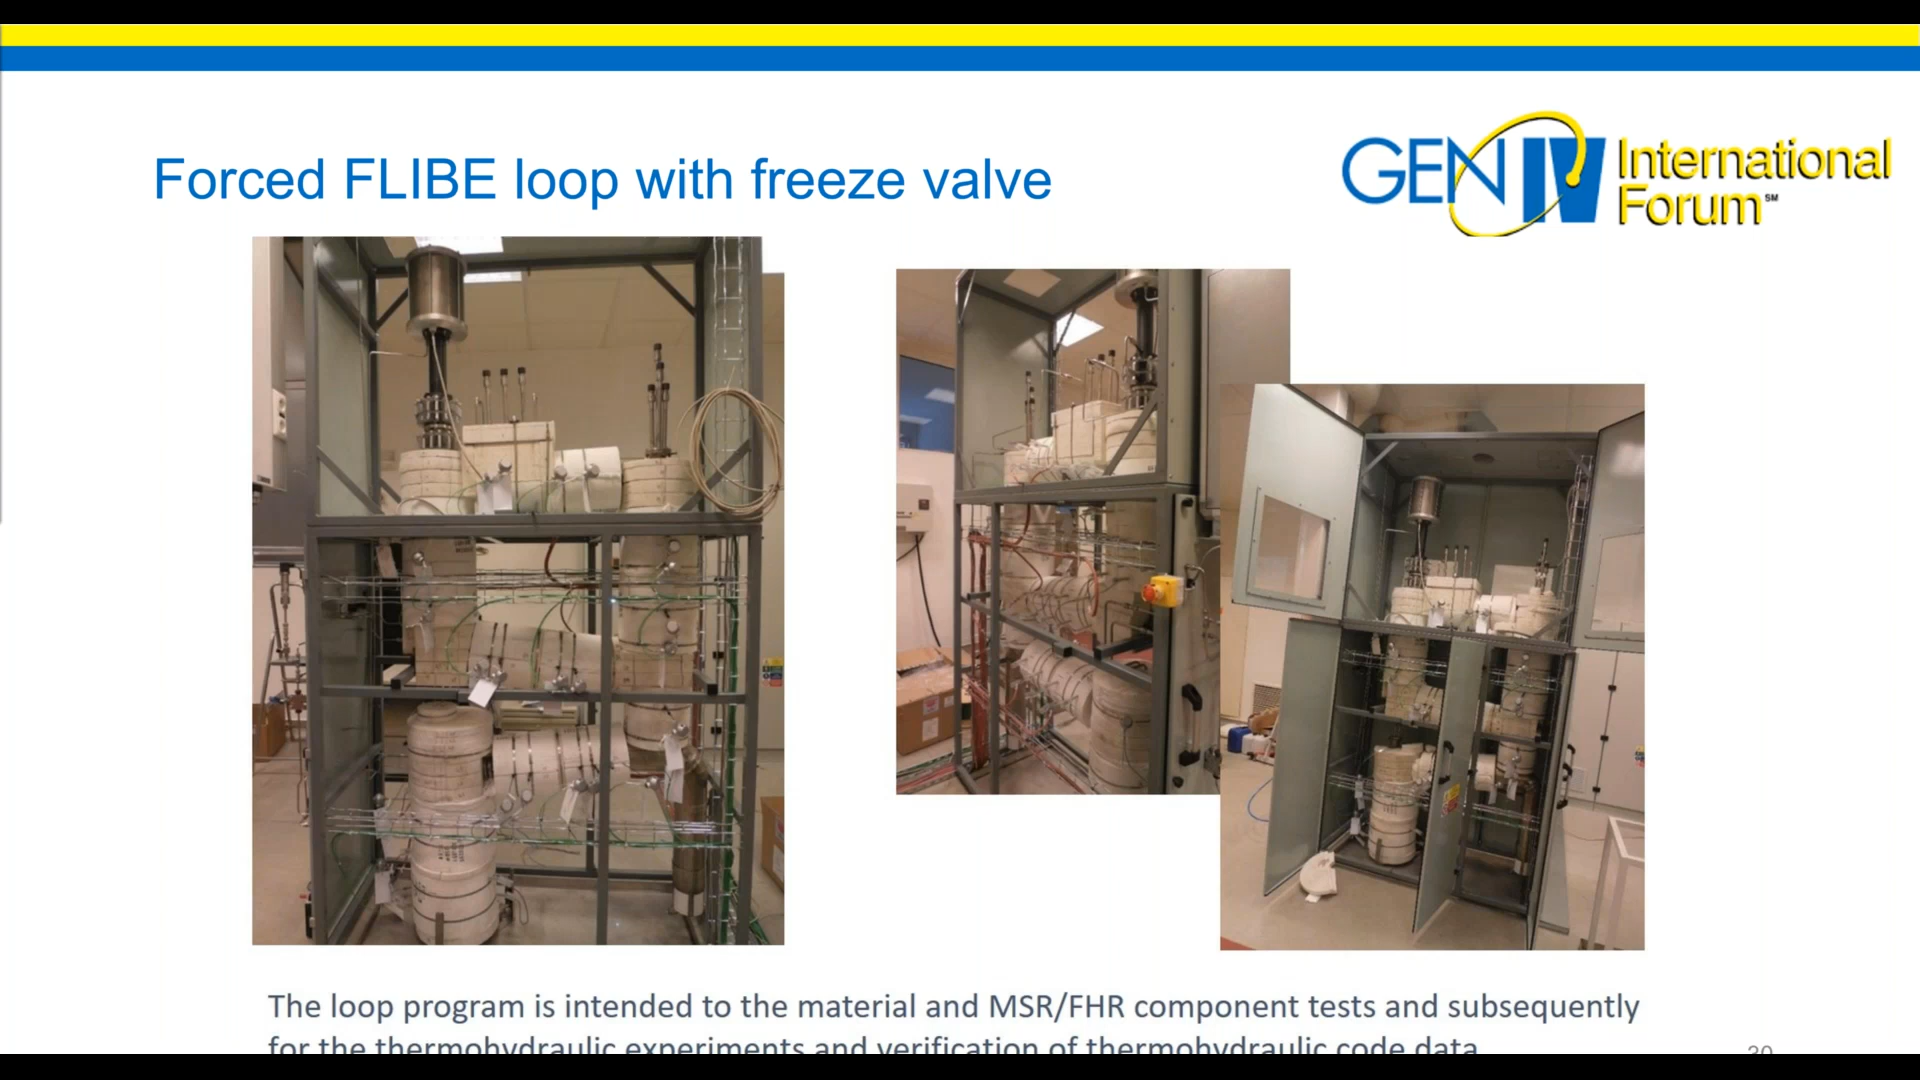 Forced FLIBE loop with freeze valve
GEN IV International
Forum℠
The loop program is intended to the material and MSR/FHR component tests and subsequently
for the thermohydraulic experiments and verification of thermohydraulic code data